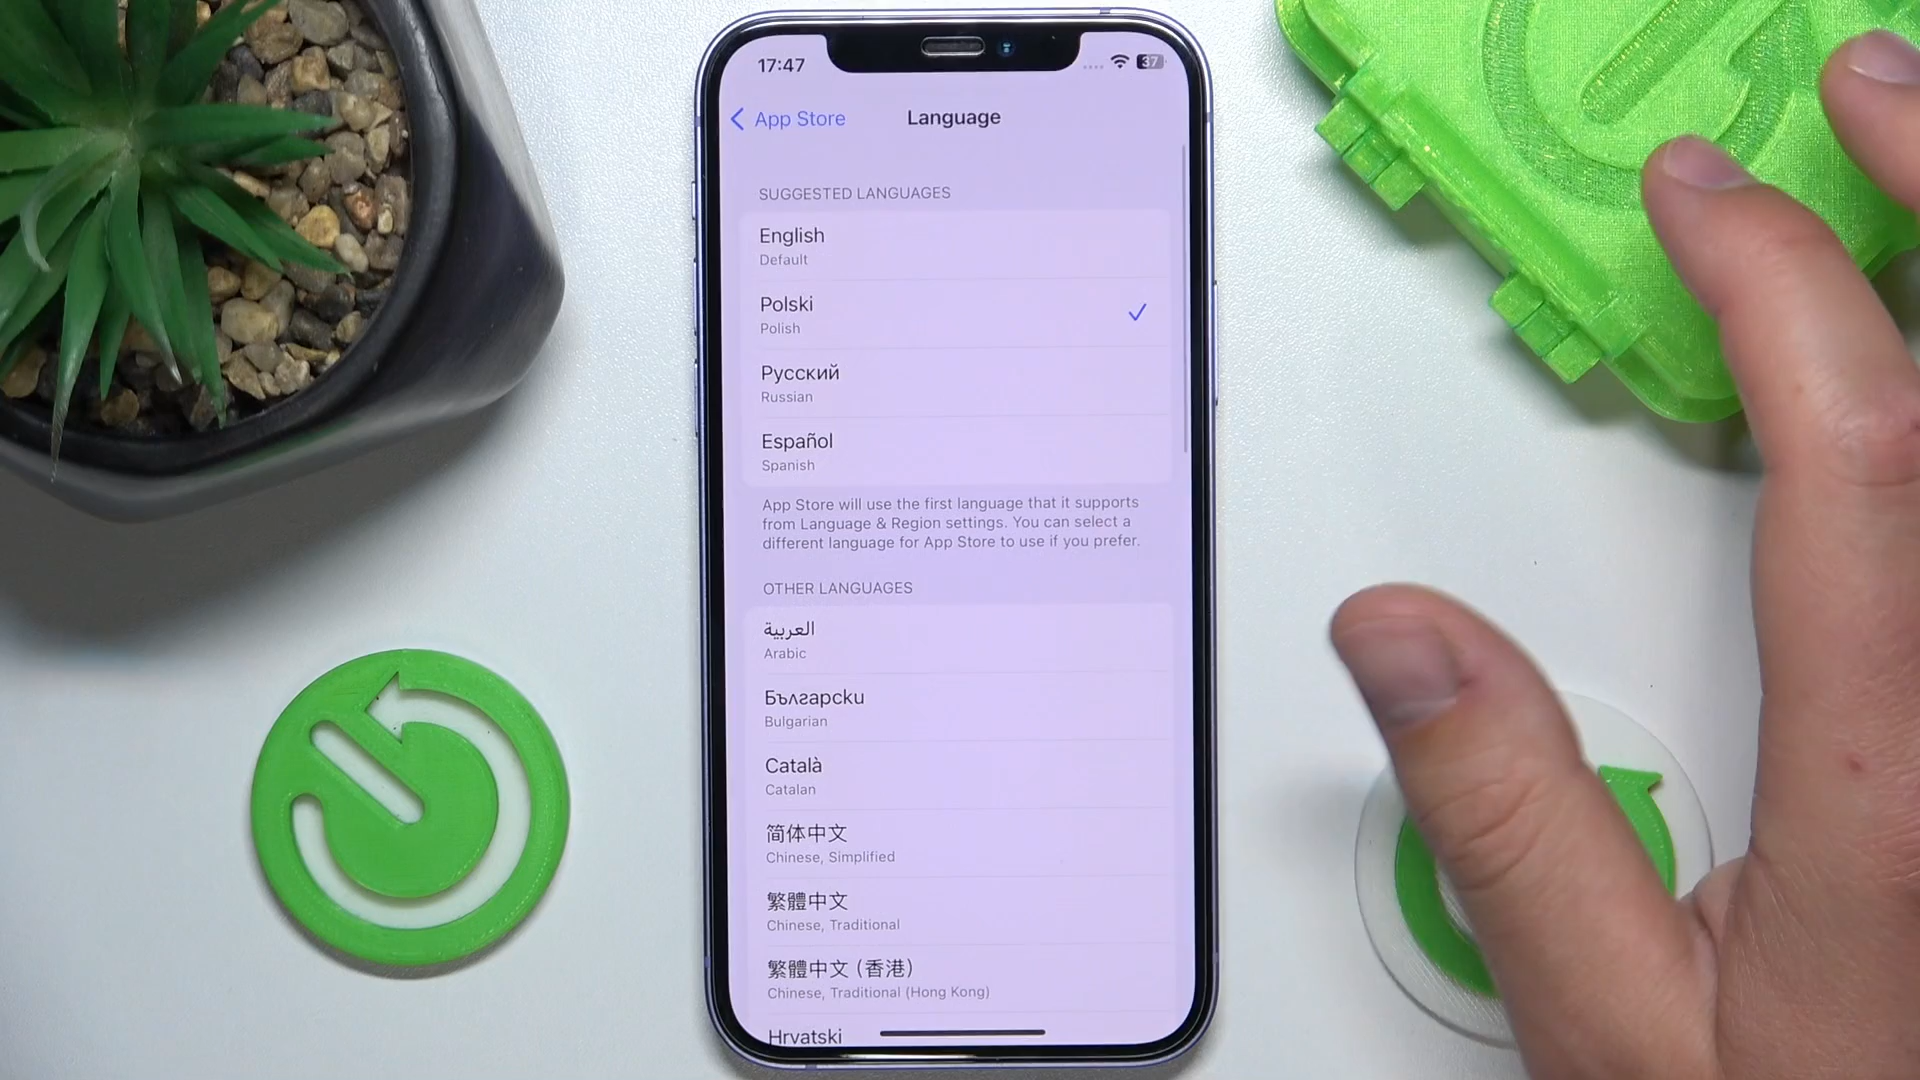 17:47
37
App Store
Language
SUGGESTED LANGUAGES
English
Default
Polski
Polish
Русский
Russian
Español
Spanish
App Store will use the first language that it supports
from Language & Region settings. You can select a
different language for App Store to use if you prefer.
OTHER LANGUAGES
العربية
Arabic
Български
Bulgarian
Català
Catalan
简体中文
Chinese, Simplified
繁體中文
Chinese, Traditional
繁體中文 (香港)
Chinese, Traditional (Hong Kong)
Hrvatski